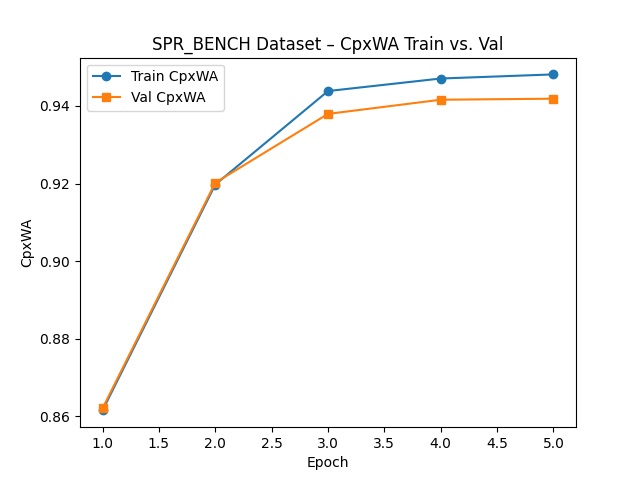 SPR_BENCH Dataset – CpxWA Train vs. Val
Train CpxWA
Val CpxWA
CpxWA
0.94
0.92
0.90
0.88
0.86
1.0 1.5 2.0 2.5 3.0 3.5 4.0 4.5 5.0
Epoch